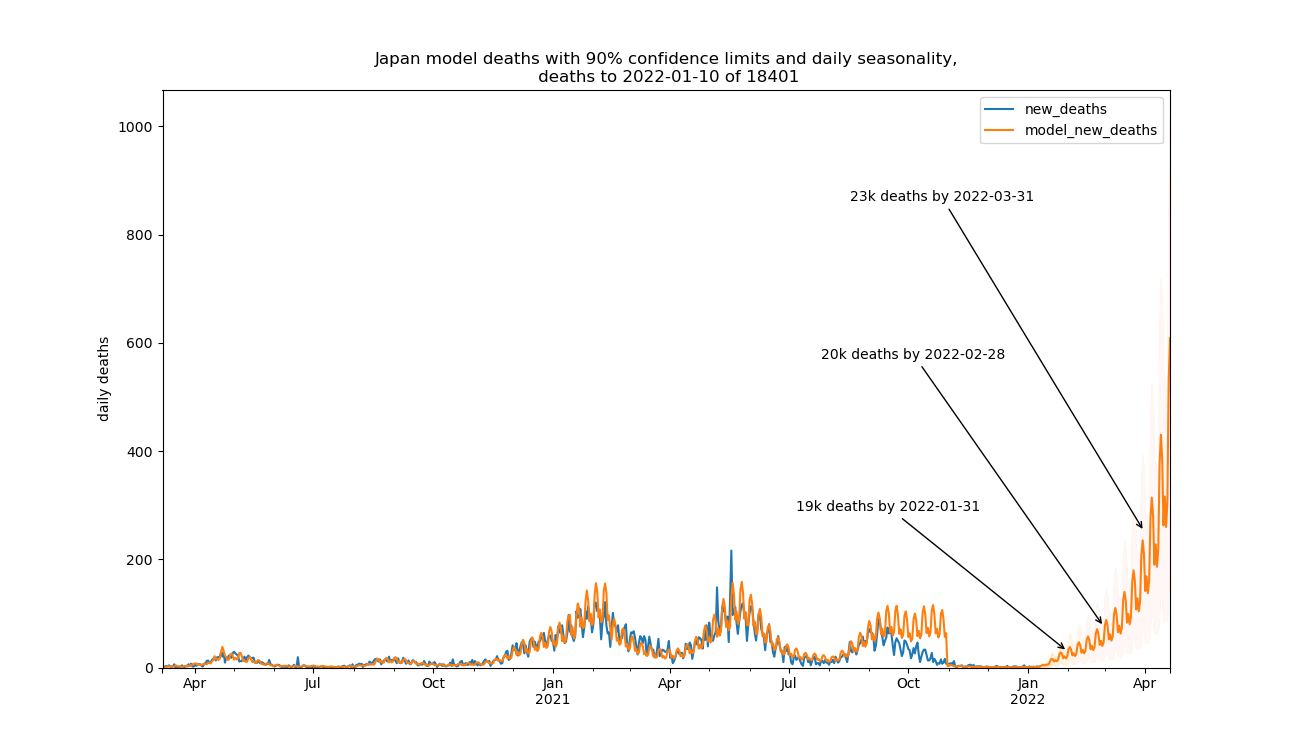 Japan model deaths with 90% confidence limits and daily seasonality,
deaths to 2022-01-10 of 18401
new_deaths
model_new_deaths
1000
800
600
400
200
0
daily deaths
23k deaths by 2022-03-31
20k deaths by 2022-02-28
19k deaths by 2022-01-31
Apr Jul Oct Jan Apr Jul Oct Jan Apr
2021 2022